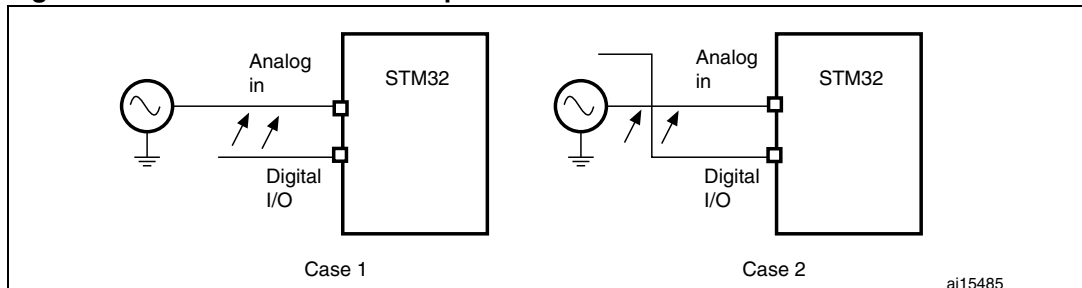 Analog
in
STM32
Digital
I/O
Case 1
Analog
in
STM32
Digital
I/O
Case 2
ai15485